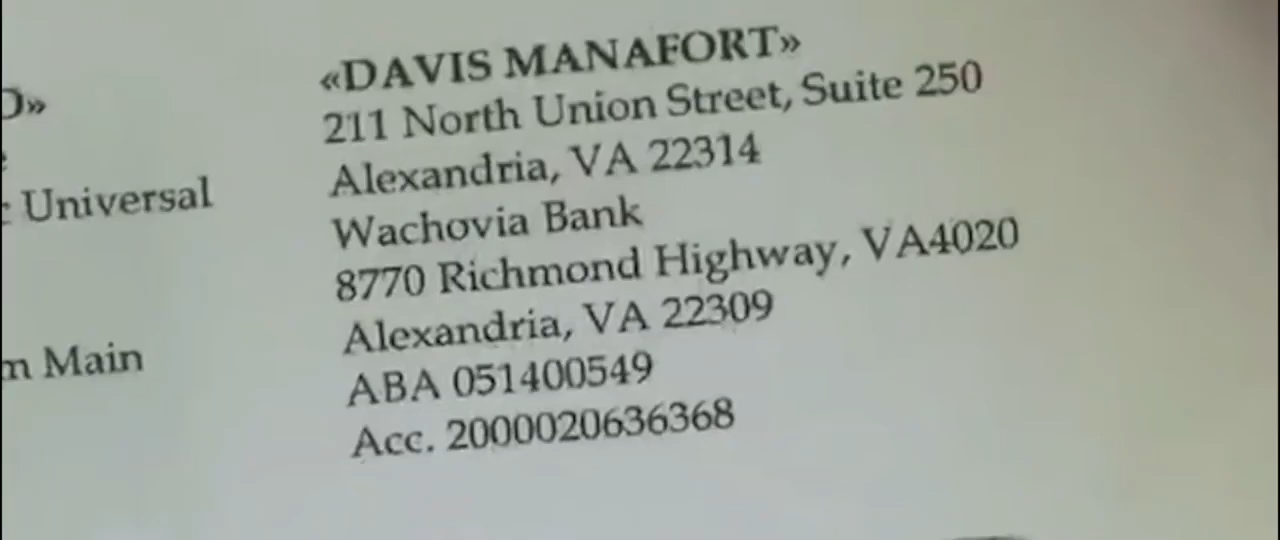 «DAVIS MANAFORT»
211 North Union Street, Suite 250
Alexandria, VA 22314
Universal
Wachovia Bank
8770 Richmond Highway, VA4020
Alexandria, VA 22309
Main
ABA 051400549
Acc. 2000020636368